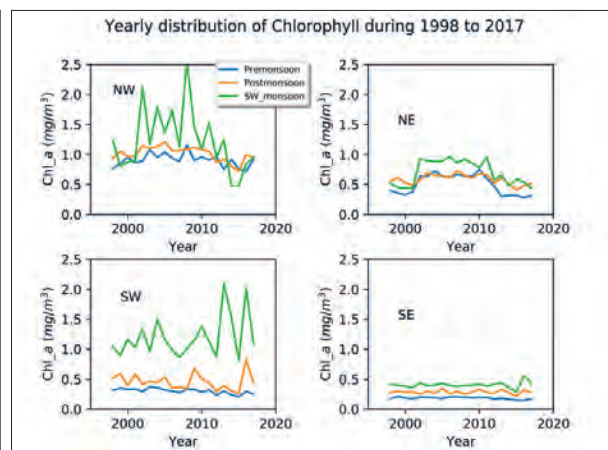 Yearly distribution of Chlorophyll during 1998 to 2017
2.5
2.0
1.5
1.0
0.5
0.0
Chl_a (mg/m³)
NW
Premonsoon
Postmonsoon
SW_monsoon
2000
2010
2020
Year
2.5
2.0
1.5
1.0
0.5
0.0
Chl_a (mg/m³)
NE
2000
2010
2020
Year
2.5
2.0
1.5
1.0
0.5
0.0
Chl_a (mg/m³)
SW
2000
2010
2020
Year
2.5
2.0
1.5
1.0
0.5
0.0
Chl_a (mg/m³)
SE
2000
2010
2020
Year